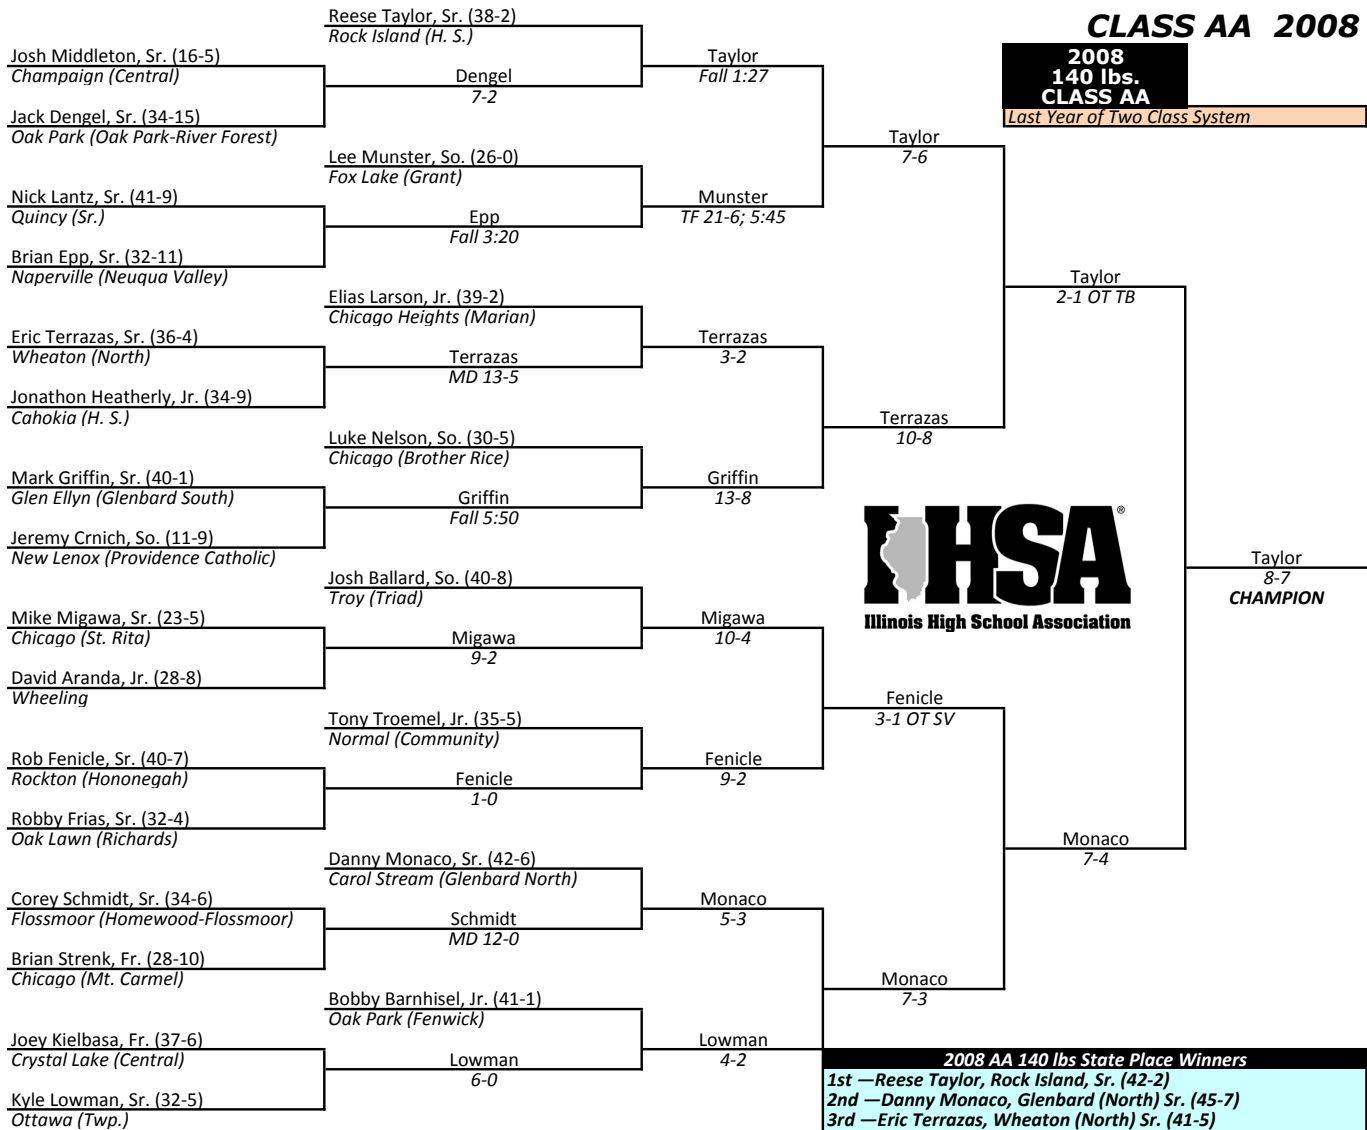 CLASS AA 2008
2008
140 lbs.
CLASS AA
Last Year of Two Class System
Josh Middleton, Sr. (16-5)
Champaign (Central)
Jack Dengel, Sr. (34-15)
Oak Park (Oak Park-River Forest)
Nick Lantz, Sr. (41-9)
Quincy (Sr.)
Brian Epp, Sr. (32-11)
Naperville (Neuqua Valley)
Eric Terrazas, Sr. (36-4)
Wheaton (North)
Jonathon Heatherly, Jr. (34-9)
Cahokia (H. S.)
Mark Griffin, Sr. (40-1)
Glen Ellyn (Glenbard South)
Jeremy Crnich, So. (11-9)
New Lenox (Providence Catholic)
Mike Migawa, Sr. (23-5)
Chicago (St. Rita)
David Aranda, Jr. (28-8)
Wheeling
Rob Fenicle, Sr. (40-7)
Rockton (Hononegah)
Robby Frias, Sr. (32-4)
Oak Lawn (Richards)
Corey Schmidt, Sr. (34-6)
Flossmoor (Homewood-Flossmoor)
Brian Strenk, Fr. (28-10)
Chicago (Mt. Carmel)
Joey Kielbasa, Fr. (37-6)
Crystal Lake (Central)
Kyle Lowman, Sr. (32-5)
Ottawa (Twp.)
Reese Taylor, Sr. (38-2)
Rock Island (H. S.)
Dengel
7-2
Lee Munster, So. (26-0)
Fox Lake (Grant)
Epp
Fall 3:20
Elias Larson, Jr. (39-2)
Chicago Heights (Marian)
Terrazas
MD 13-5
Luke Nelson, So. (30-5)
Chicago (Brother Rice)
Griffin
Fall 5:50
Josh Ballard, So. (40-8)
Troy (Triad)
Migawa
9-2
Tony Troemel, Jr. (35-5)
Normal (Community)
Fenicle
1-0
Danny Monaco, Sr. (42-6)
Carol Stream (Glenbard North)
Schmidt
MD 12-0
Bobby Barnhisel, Jr. (41-1)
Oak Park (Fenwick)
Lowman
6-0
Taylor
Fall 1:27
Munster
TF 21-6; 5:45
Terrazas
3-2
Griffin
13-8
Migawa
10-4
Fenicle
9-2
Monaco
5-3
Lowman
4-2
Taylor
7-6
Terrazas
10-8
Fenicle
3-1 OT SV
Monaco
7-3
Taylor
2-1 OT TB
Monaco
7-4
Taylor
8-7
CHAMPION
IHSA®
Illinois High School Association
2008 AA 140 lbs State Place Winners
1st —Reese Taylor, Rock Island, Sr. (42-2)
2nd —Danny Monaco, Glenbard (North) Sr. (45-7)
3rd —Eric Terrazas, Wheaton (North) Sr. (41-5)